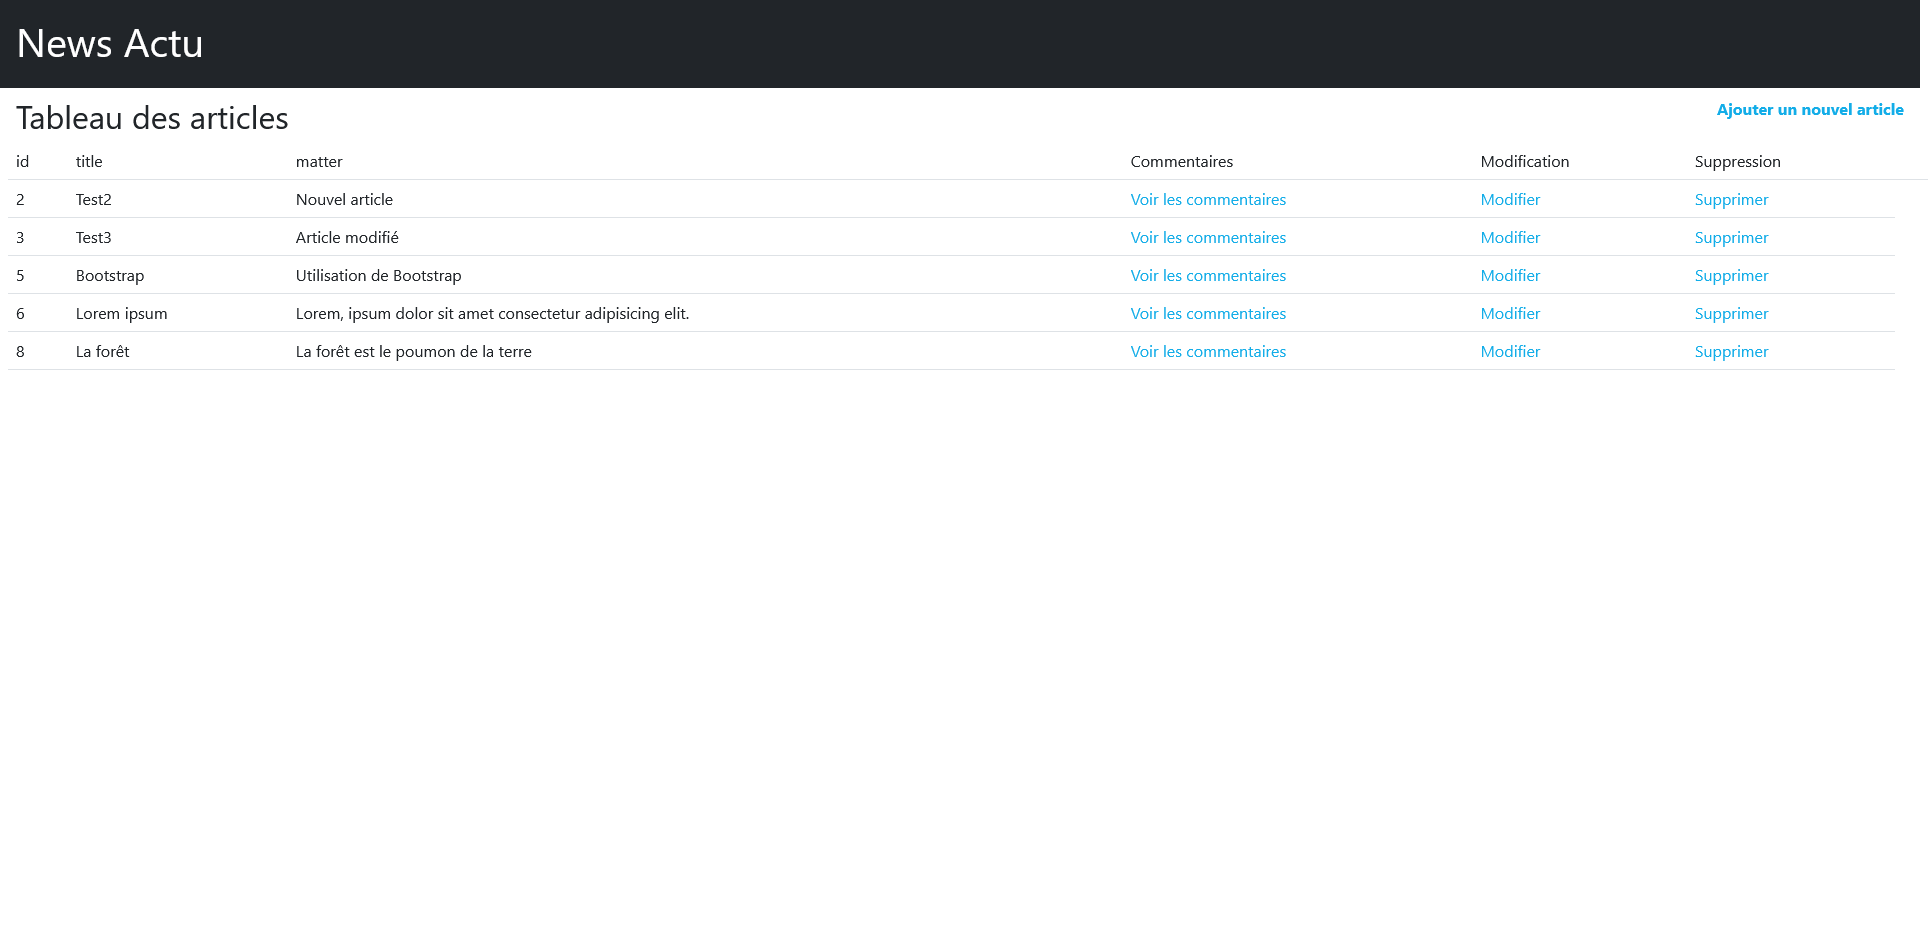 News Actu
Tableau des articles Ajouter un nouvel article
id title matter Commentaires Modification Suppression
2 Test2 Nouvel article Voir les commentaires Modifier Supprimer
3 Test3 Article modifié Voir les commentaires Modifier Supprimer
5 Bootstrap Utilisation de Bootstrap Voir les commentaires Modifier Supprimer
6 Lorem ipsum Lorem, ipsum dolor sit amet consectetur adipisicing elit. Voir les commentaires Modifier Supprimer
8 La forêt La forêt est le poumon de la terre Voir les commentaires Modifier Supprimer